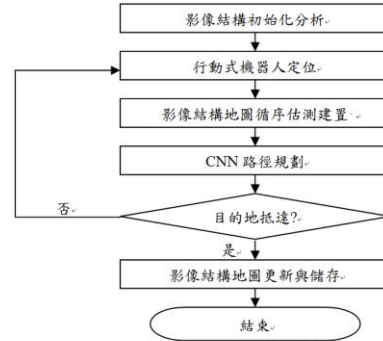 影像結構初始化分析
行動式機器人定位
影像結構地圖循序估測建置
CNN 路徑規劃
目的地抵達?
否
是
影像結構地圖更新與儲存
結束